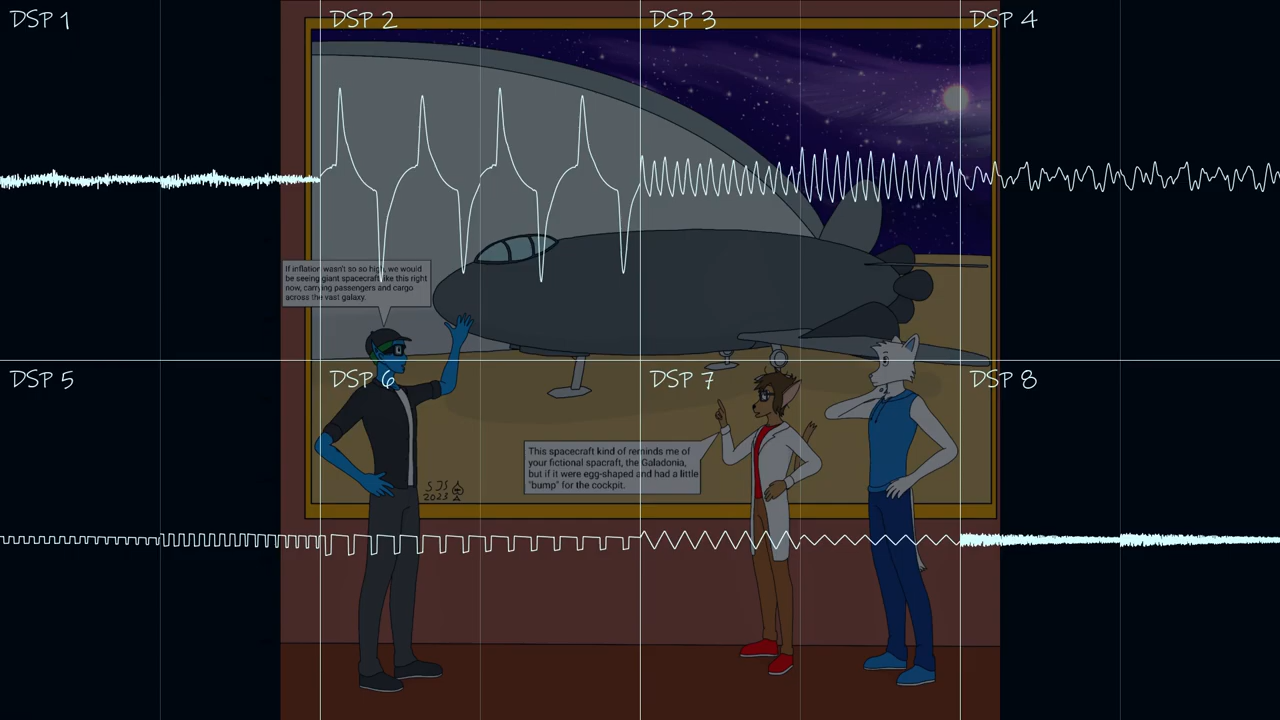 DSP 1
DSP 2
DSP 3
DSP 4
If inflation wasn't so so high, we would
be seeing giant spacecraft like this right
now, carrying passengers and cargo
across the vast galaxy.
DSP 5
DSP 6
DSP 7
DSP 8
This spacecraft kind of reminds me of
your fictional spacraft, the Galadonia,
but if it were egg-shaped and had a little
"bump" for the cockpit.
SJS
2023